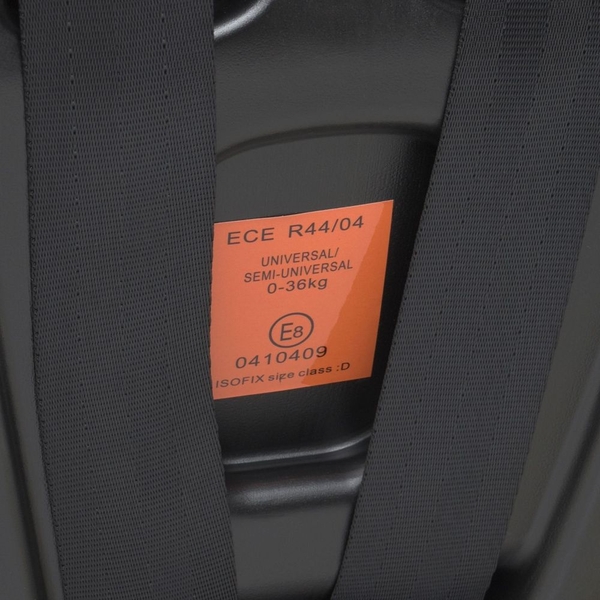 ECE R44/04
UNIVERSAL/
SEMI-UNIVERSAL
0-36kg
E8
0410409
ISOFIX size class :D